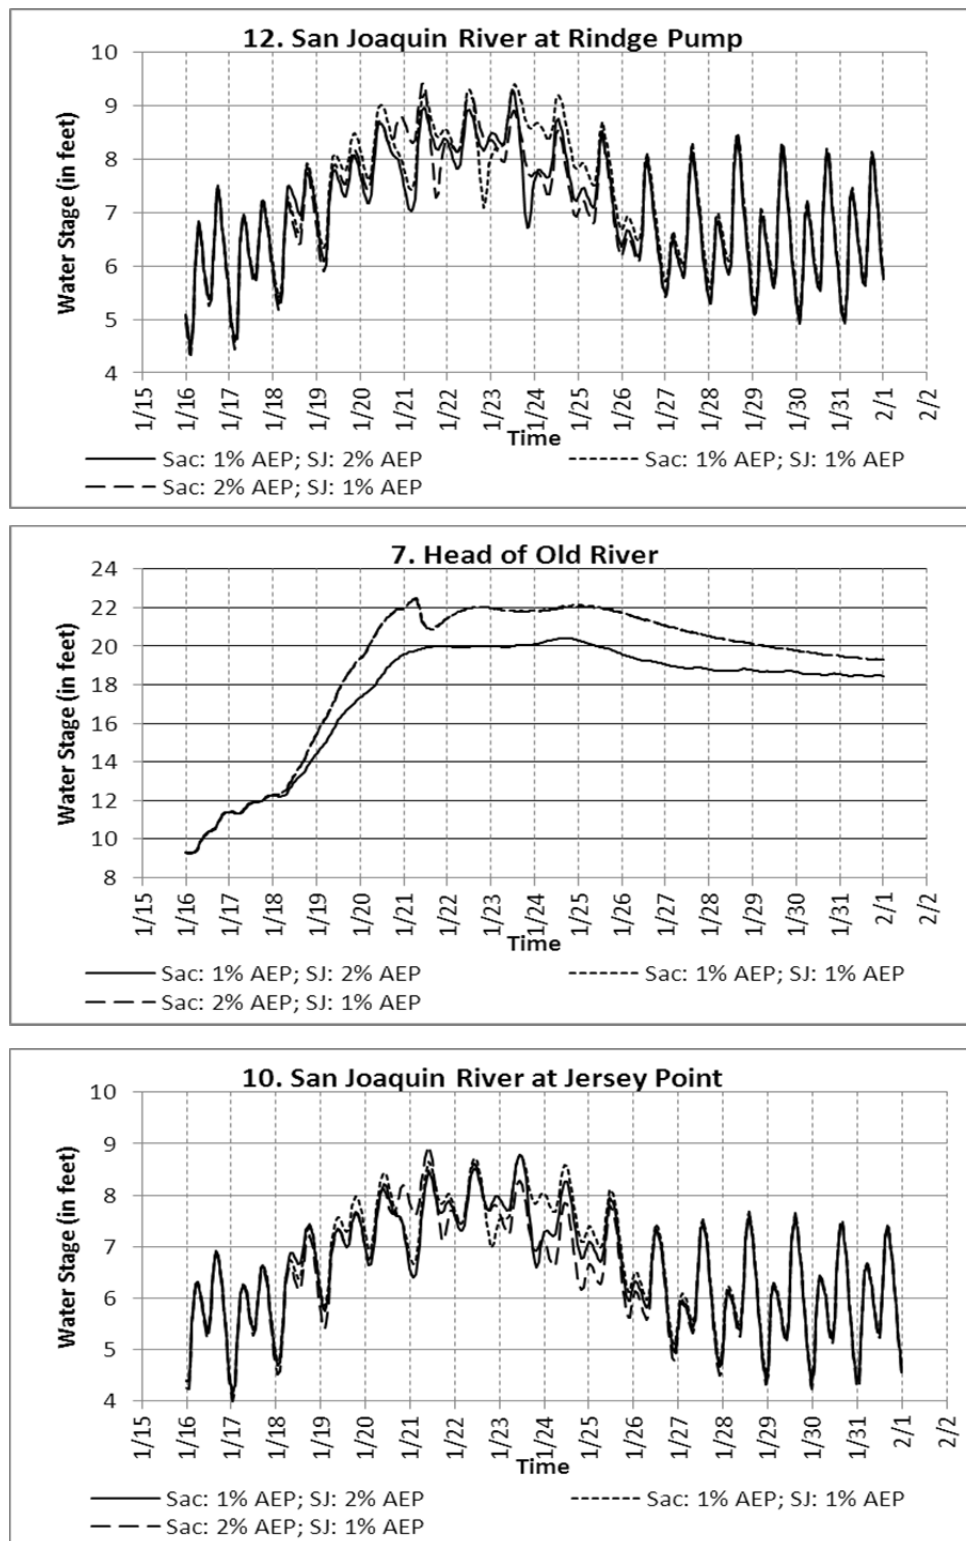 12. San Joaquin River at Rindge Pump
Water Stage (in feet)
10
9
8
7
6
5
4
1/15 1/16 1/17 1/18 1/19 1/20 1/21 1/22 1/23 1/24 1/25 1/26 1/27 1/28 1/29 1/30 1/31 2/1 2/2
Time
Sac: 1% AEP; SJ: 2% AEP Sac: 1% AEP; SJ: 1% AEP
Sac: 2% AEP; SJ: 1% AEP
7. Head of Old River
Water Stage (in feet)
24
22
20
18
16
14
12
10
8
1/15 1/16 1/17 1/18 1/19 1/20 1/21 1/22 1/23 1/24 1/25 1/26 1/27 1/28 1/29 1/30 1/31 2/1 2/2
Time
Sac: 1% AEP; SJ: 2% AEP Sac: 1% AEP; SJ: 1% AEP
Sac: 2% AEP; SJ: 1% AEP
10. San Joaquin River at Jersey Point
Water Stage (in feet)
10
9
8
7
6
5
4
1/15 1/16 1/17 1/18 1/19 1/20 1/21 1/22 1/23 1/24 1/25 1/26 1/27 1/28 1/29 1/30 1/31 2/1 2/2
Time
Sac: 1% AEP; SJ: 2% AEP Sac: 1% AEP; SJ: 1% AEP
Sac: 2% AEP; SJ: 1% AEP